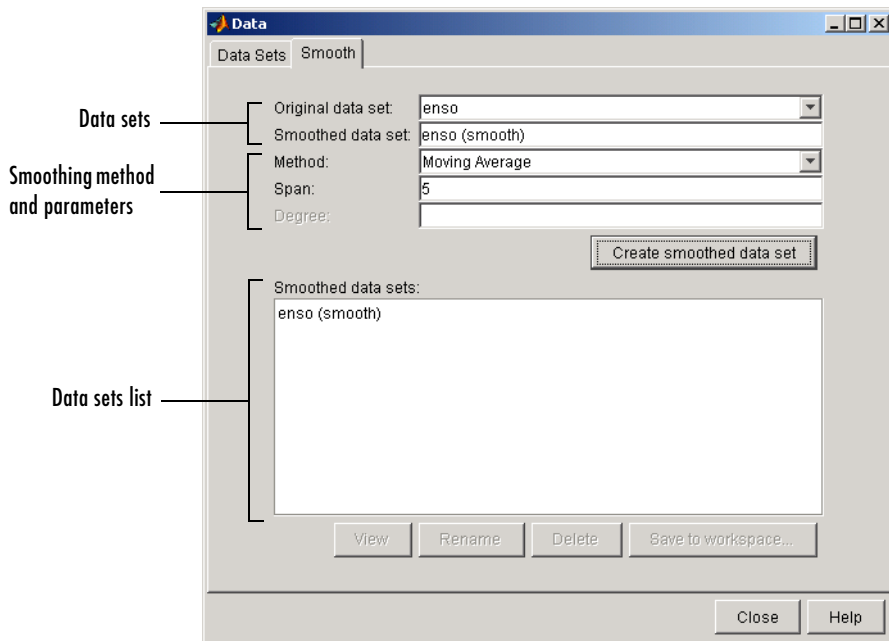 Data
Data Sets
Smooth
Data sets
Original data set: enso
Smoothed data set: enso (smooth)
Smoothing method
and parameters
Method: Moving Average
Span: 5
Degree:
Create smoothed data set
Data sets list
Smoothed data sets:
enso (smooth)
View Rename Delete Save to workspace...
Close Help